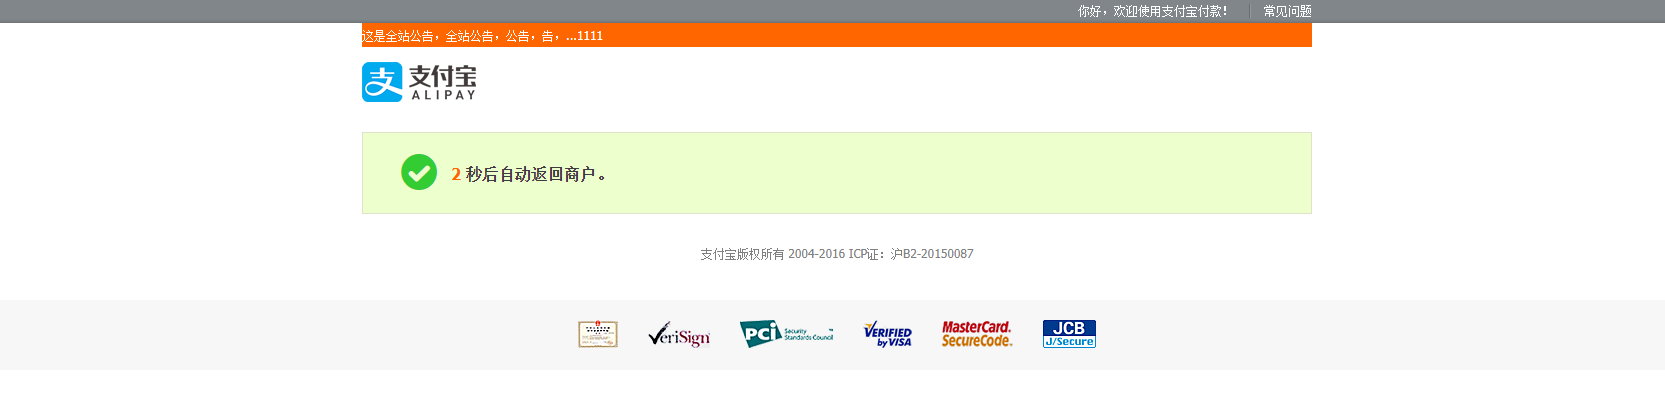 你好，欢迎使用支付宝付款！ 常见问题
这是全站公告，全站公告，公告，告，...1111
支 支付宝
ALIPAY
2 秒后自动返回商户。
支付宝版权所有 2004-2016 ICP证：沪B2-20150087
VeriSign
PCI Security
Standards Council
VERIFIED
by VISA
MasterCard.
SecureCode.
JCB
J/Secure